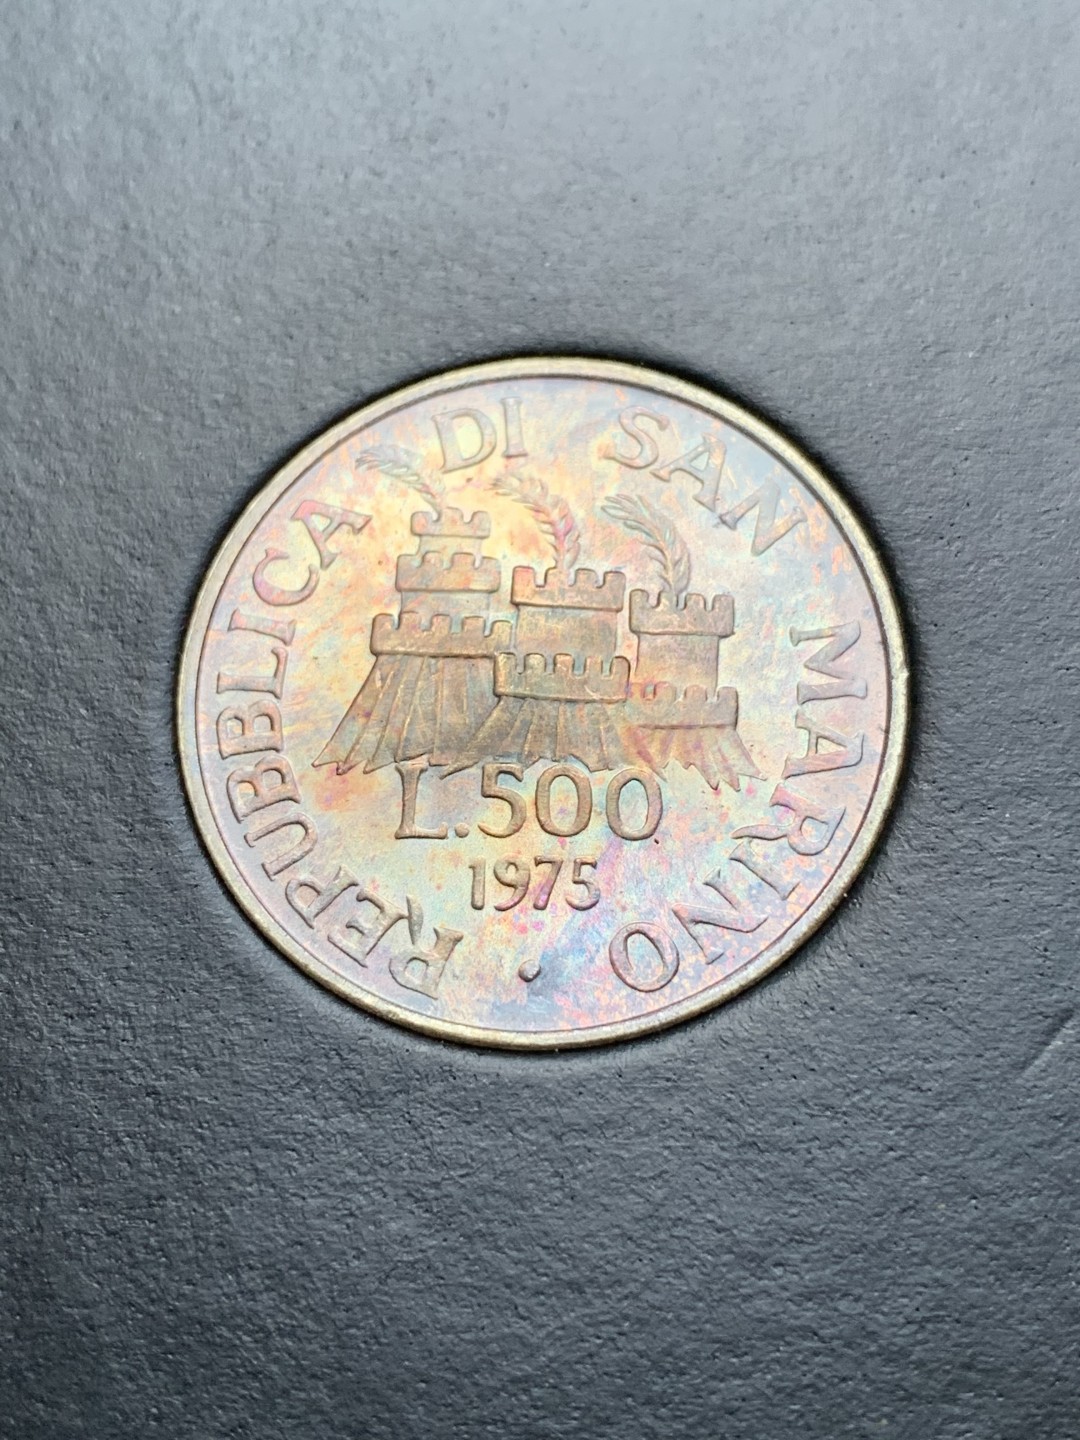 REPUBBLICA DI SAN MARINO
L.500
1975